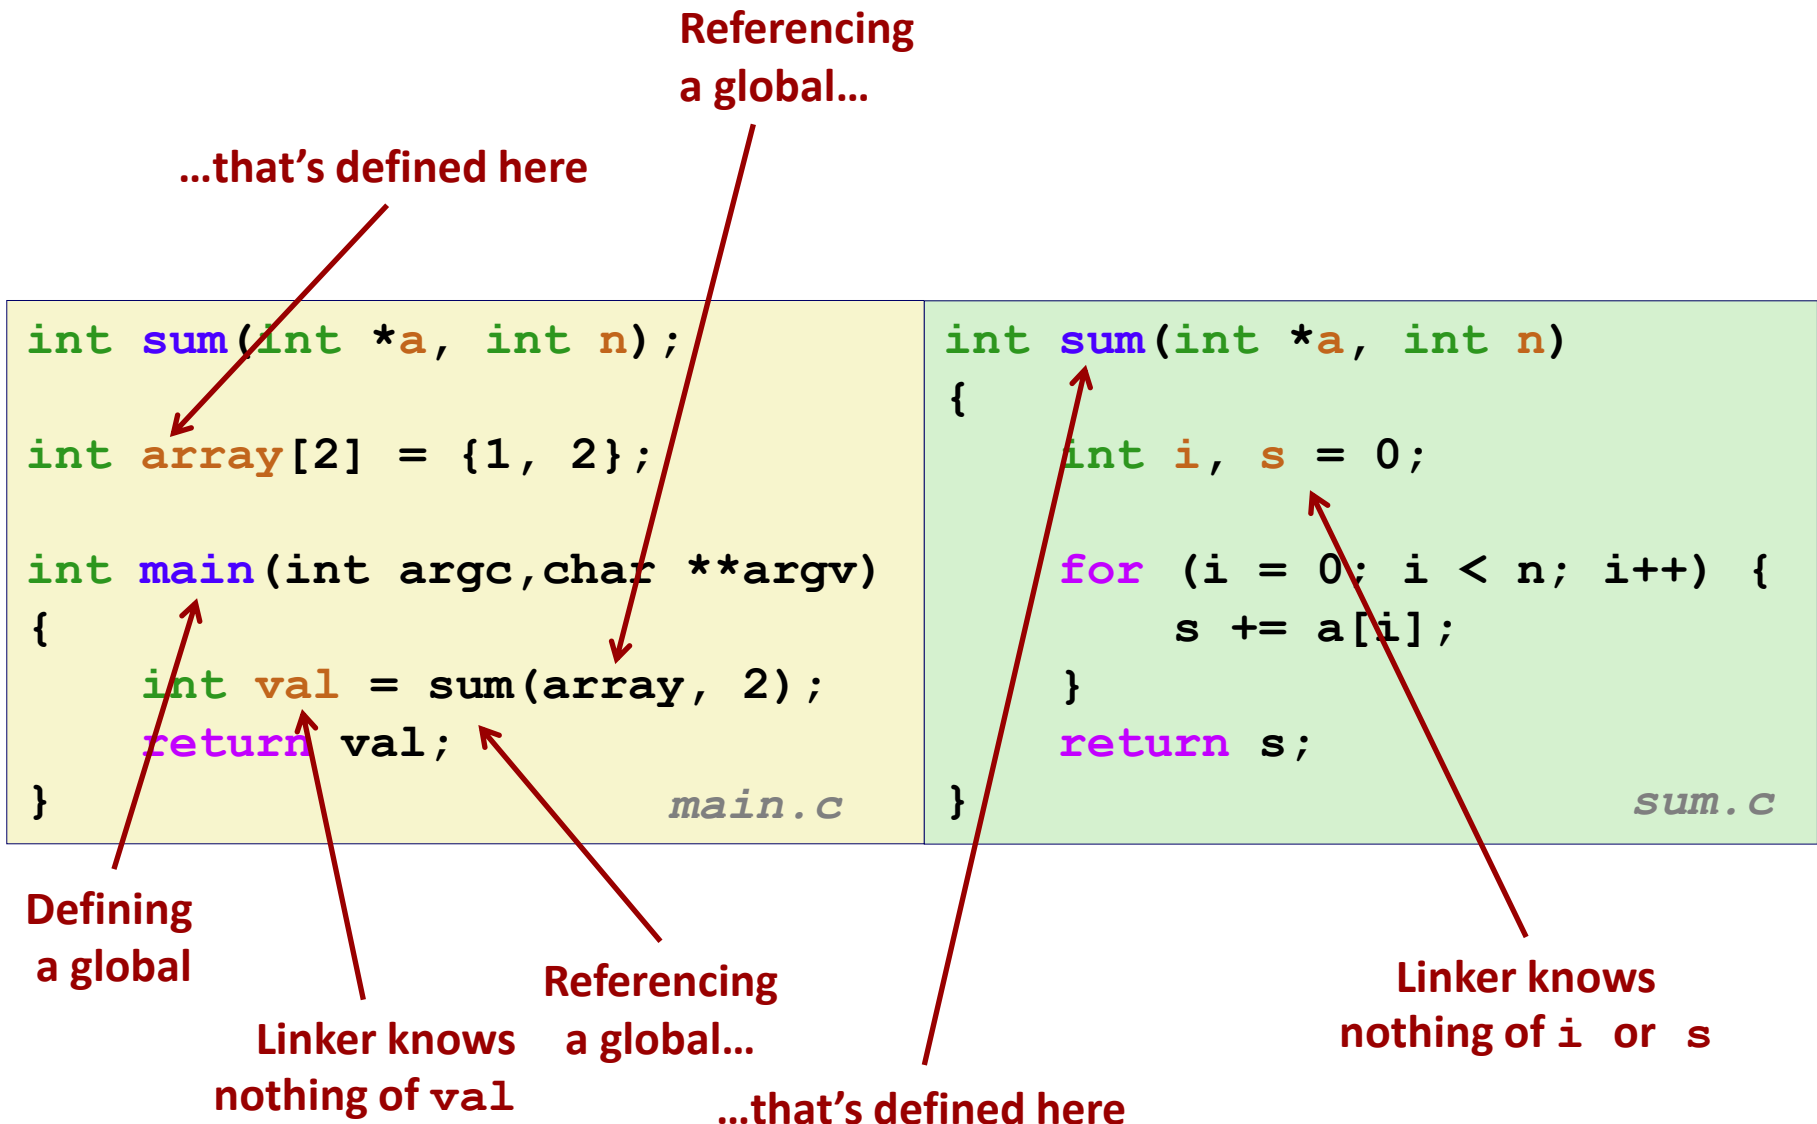 Referencing
a global…
…that’s defined here
int sum(int *a, int n);
int array[2] = {1, 2};
int main(int argc,char **argv)
{
    int val = sum(array, 2);
    return val;
}
main.c
int sum(int *a, int n)
{
    int i, s = 0;
    for (i = 0; i < n; i++) {
        s += a[i];
    }
    return s;
}
sum.c
Defining
a global
Linker knows
nothing of val
Referencing
a global…
…that’s defined here
Linker knows
nothing of i or s